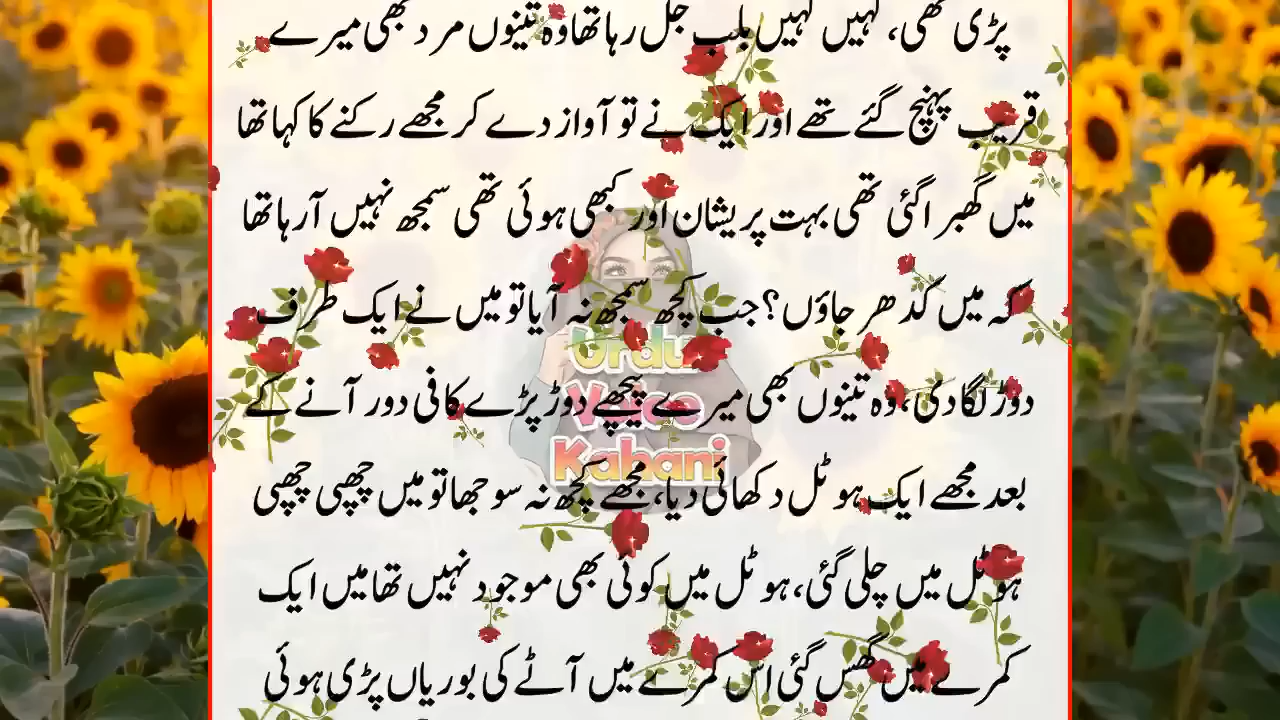 پڑی تھی، کہیں کہیں بلب جل رہا تھا وہ تینوں مرد بھی میرے
قریب پہنچ گئے تھے اور ایک نے تو آواز دے کر مجھے رکنے کا کہا تھا
میں گھبرا گئی تھی بہت پریشان اور کبھی ہوئی تھی سمجھ نہیں آرہا تھا
کہ میں کدھر جاؤں؟ جب کچھ سمجھ نہ آیا تو میں نے ایک طرف
دوڑ لگا دی، وہ تینوں بھی میرے پیچھے دوڑ پڑے کافی دور آنے کے
بعد مجھے ایک ہوٹل دکھائی دیا، مجھے کچھ نہ سوجھا تو میں چھپی چھپی
ہوٹل میں چلی گئی، ہوٹل میں کوئی بھی موجود نہیں تھا میں ایک
کمرے میں گھس گئی اس کمرے میں آٹے کی بوریاں پڑی ہوئی
Urdu
Voice
Kahani